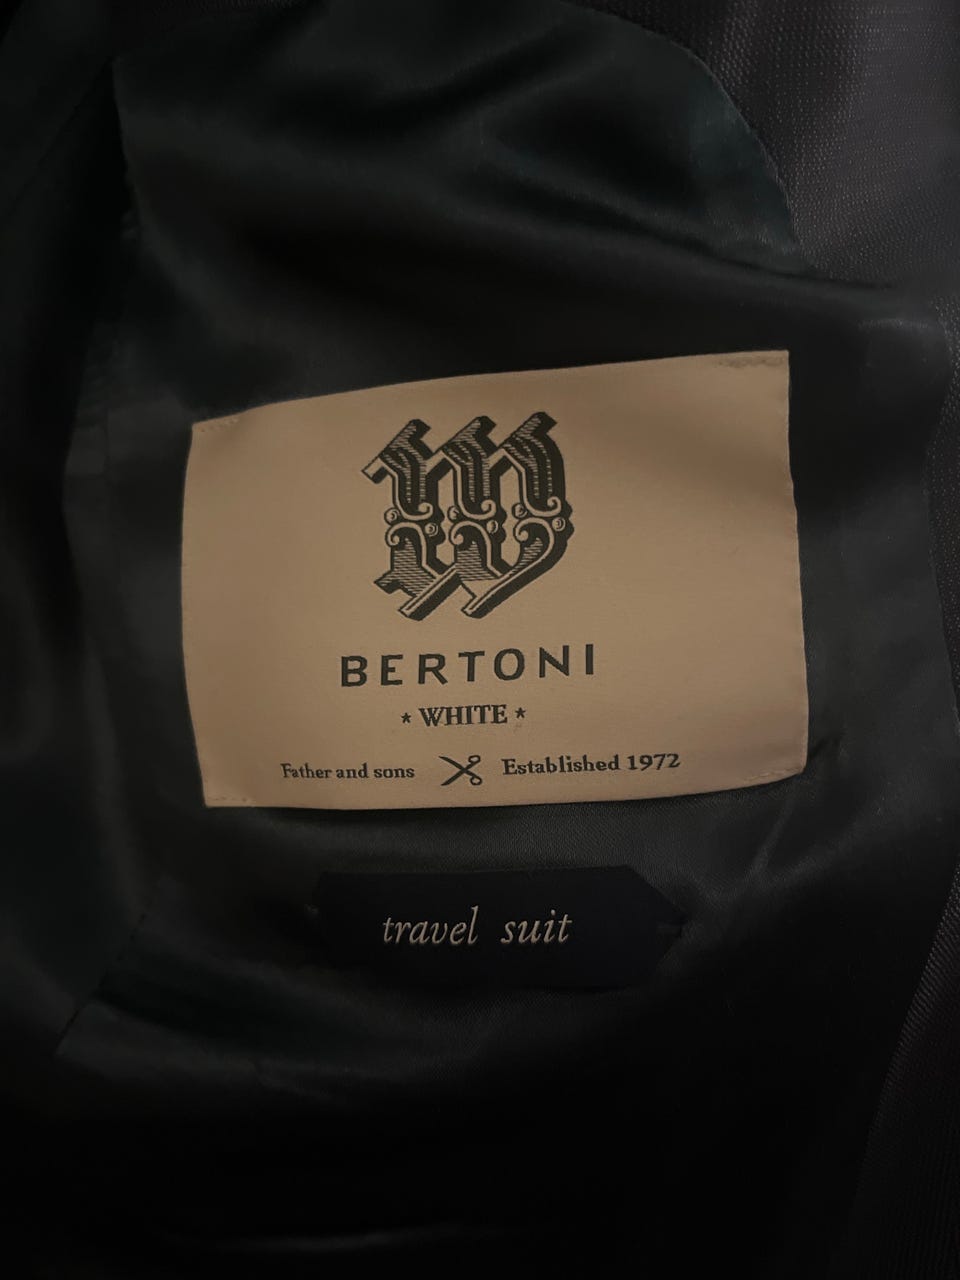 W
BERTONI
* WHITE *
Father and sons Established 1972
travel suit